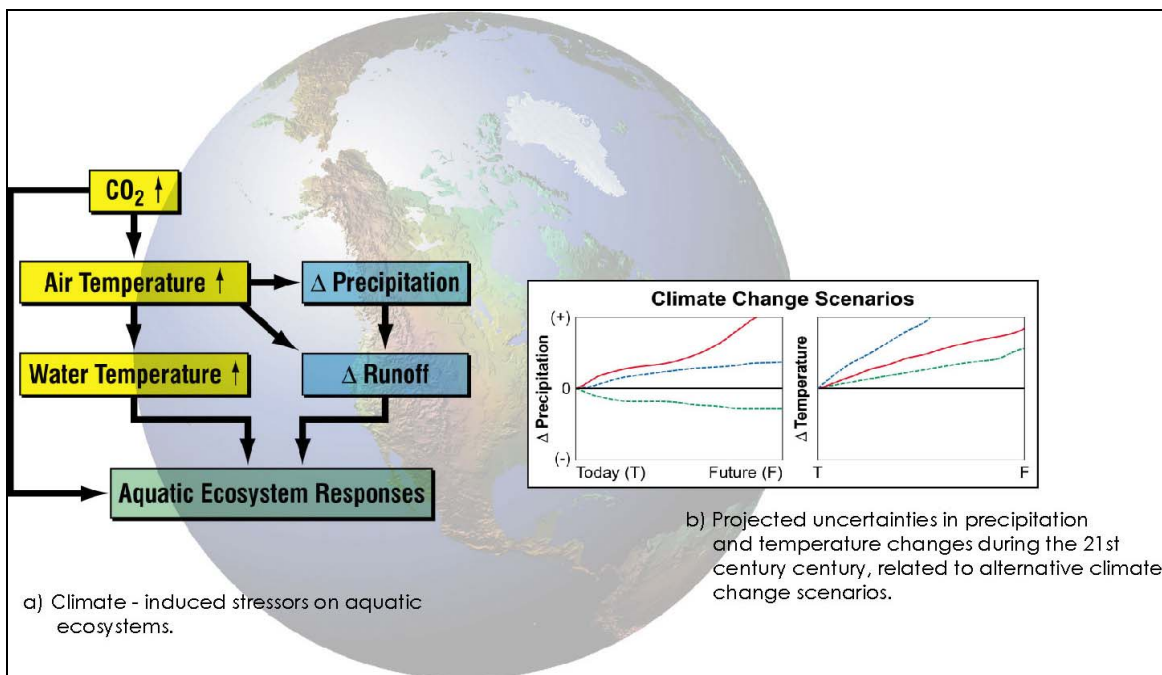 CO₂ ↑
Air Temperature ↑
Δ Precipitation
Water Temperature ↑
Δ Runoff
Aquatic Ecosystem Responses
a) Climate - induced stressors on aquatic
ecosystems.
Climate Change Scenarios
(+)
Δ Precipitation
0
(-)
Today (T)
Future (F)
Δ Temperature
T
F
b) Projected uncertainties in precipitation
and temperature changes during the 21st
century century, related to alternative climate
change scenarios.